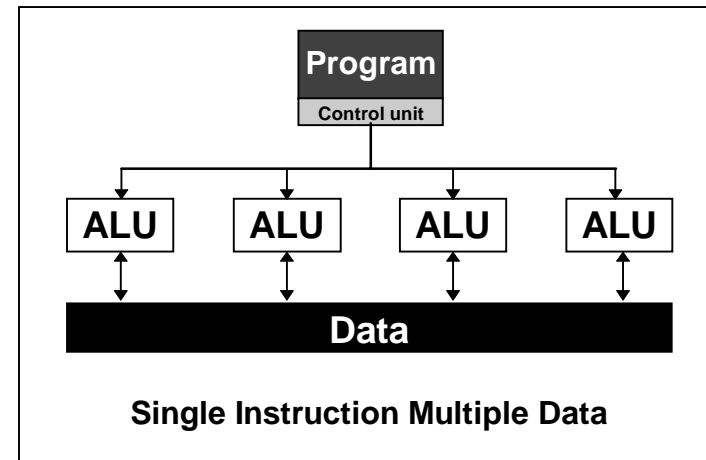 Program
Control unit
ALU ALU ALU ALU
Data
Single Instruction Multiple Data